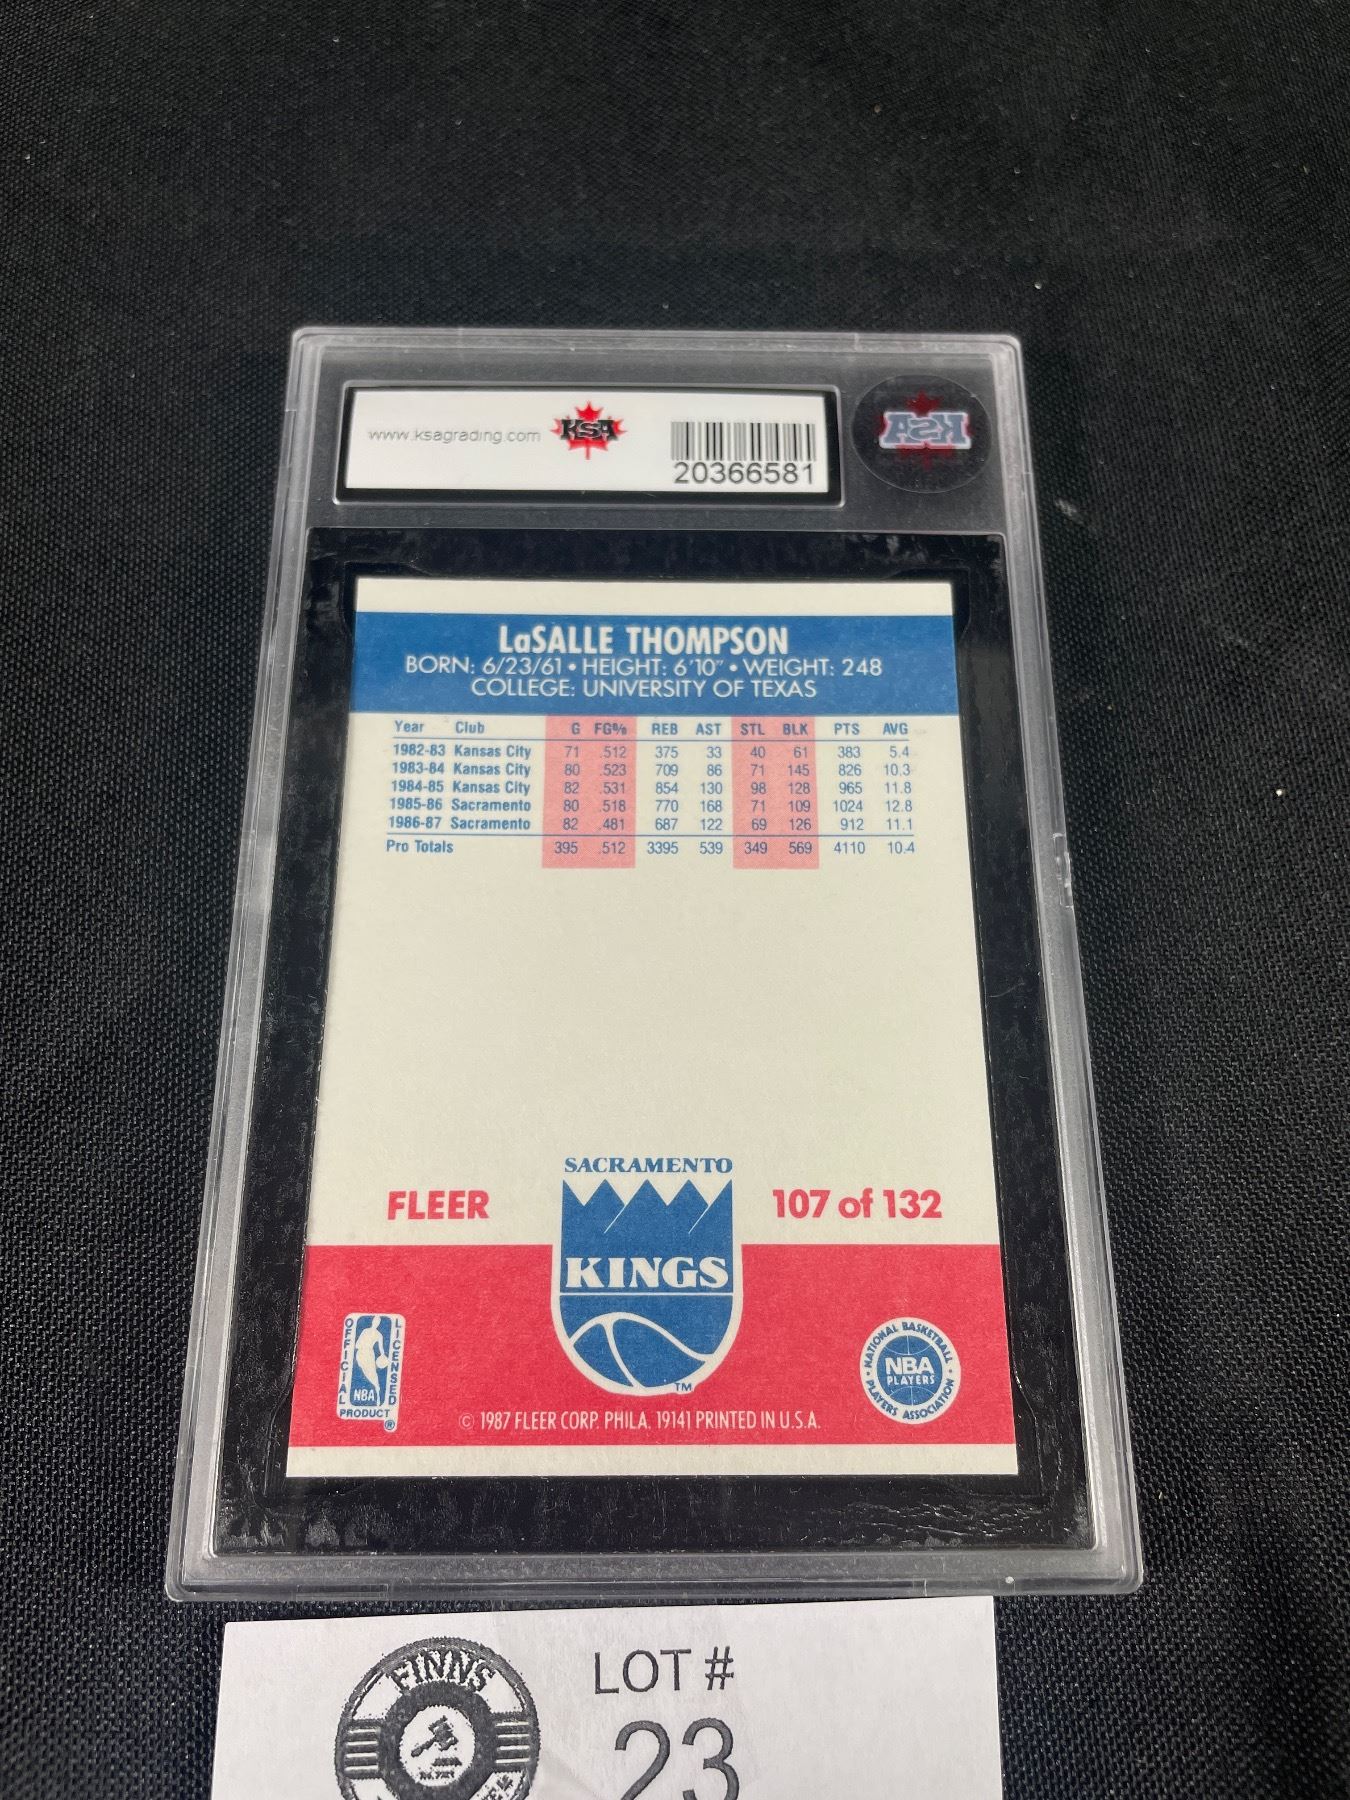 www.ksagrading.com KSA
20366581
KSA
LaSALLE THOMPSON
BORN: 6/23/61 • HEIGHT: 6'10" • WEIGHT: 248
COLLEGE: UNIVERSITY OF TEXAS
Year Club G FG% REB AST STL BLK PTS AVG
1982-83 Kansas City 71 .512 375 33 40 61 383 5.4
1983-84 Kansas City 80 .523 709 86 71 145 826 10.3
1984-85 Kansas City 82 .531 854 130 98 128 965 11.8
1985-86 Sacramento 80 .518 770 168 71 109 1024 12.8
1986-87 Sacramento 82 .481 687 122 69 126 912 11.1
Pro Totals 395 .512 3395 539 349 569 4110 10.4
SACRAMENTO
FLEER 107 of 132
KINGS
TM
OFFICIAL LICENSED
NBA
PRODUCT
®
NATIONAL BASKETBALL
NBA
PLAYERS
PLAYERS ASSOCIATION
© 1987 FLEER CORP. PHILA. 19141 PRINTED IN U.S.A.
FINNS
LOT #
23